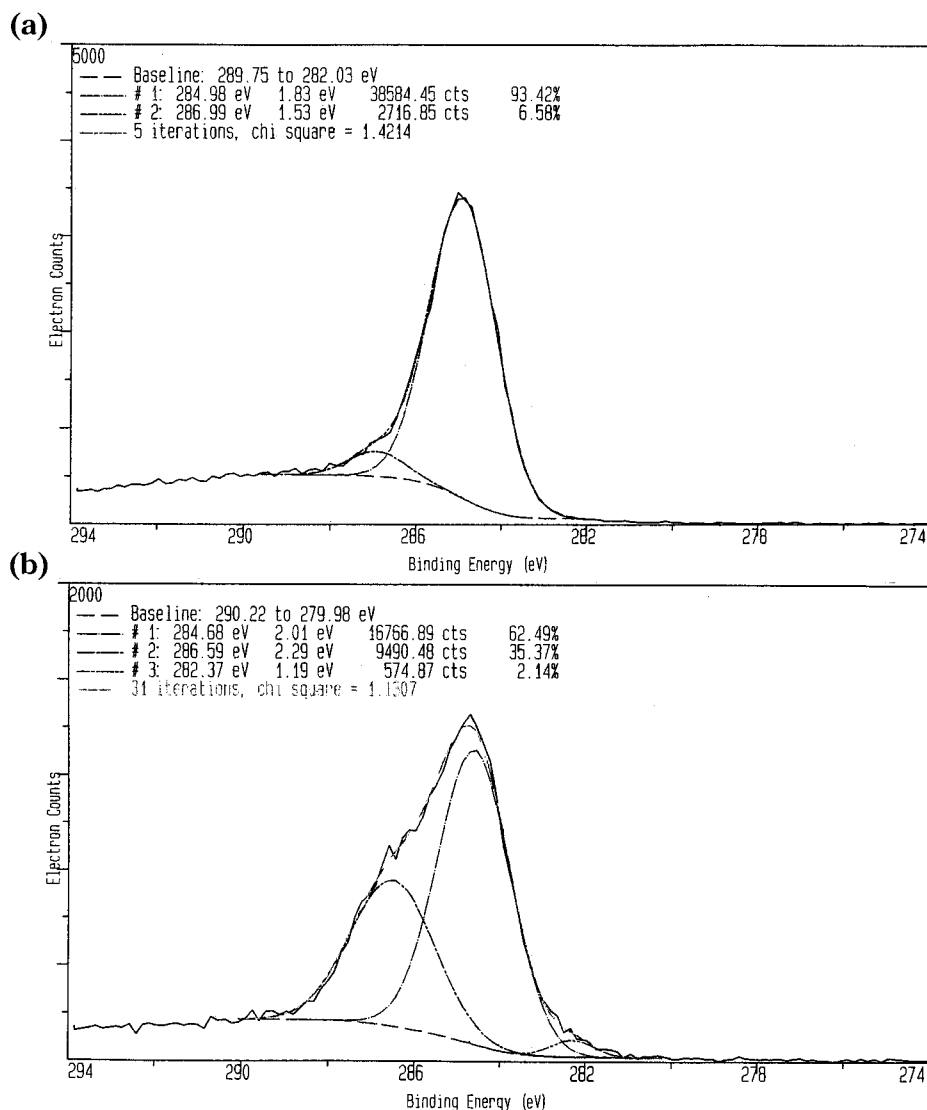 (a)
5000
Baseline: 289.75 to 282.03 eV
# 1: 284.98 eV 1.83 eV 38584.45 cts 93.42%
# 2: 286.99 eV 1.53 eV 2716.85 cts 6.58%
5 iterations, chi square = 1.4214
Electron Counts
294 290 286 282 278 274
Binding Energy (eV)
(b)
2000
Baseline: 290.22 to 279.98 eV
# 1: 284.68 eV 2.01 eV 16766.89 cts 62.49%
# 2: 286.59 eV 2.29 eV 9490.48 cts 35.37%
# 3: 282.37 eV 1.19 eV 574.87 cts 2.14%
31 iterations, chi square = 1.1307
Electron Counts
294 290 286 282 278 274
Binding Energy (eV)